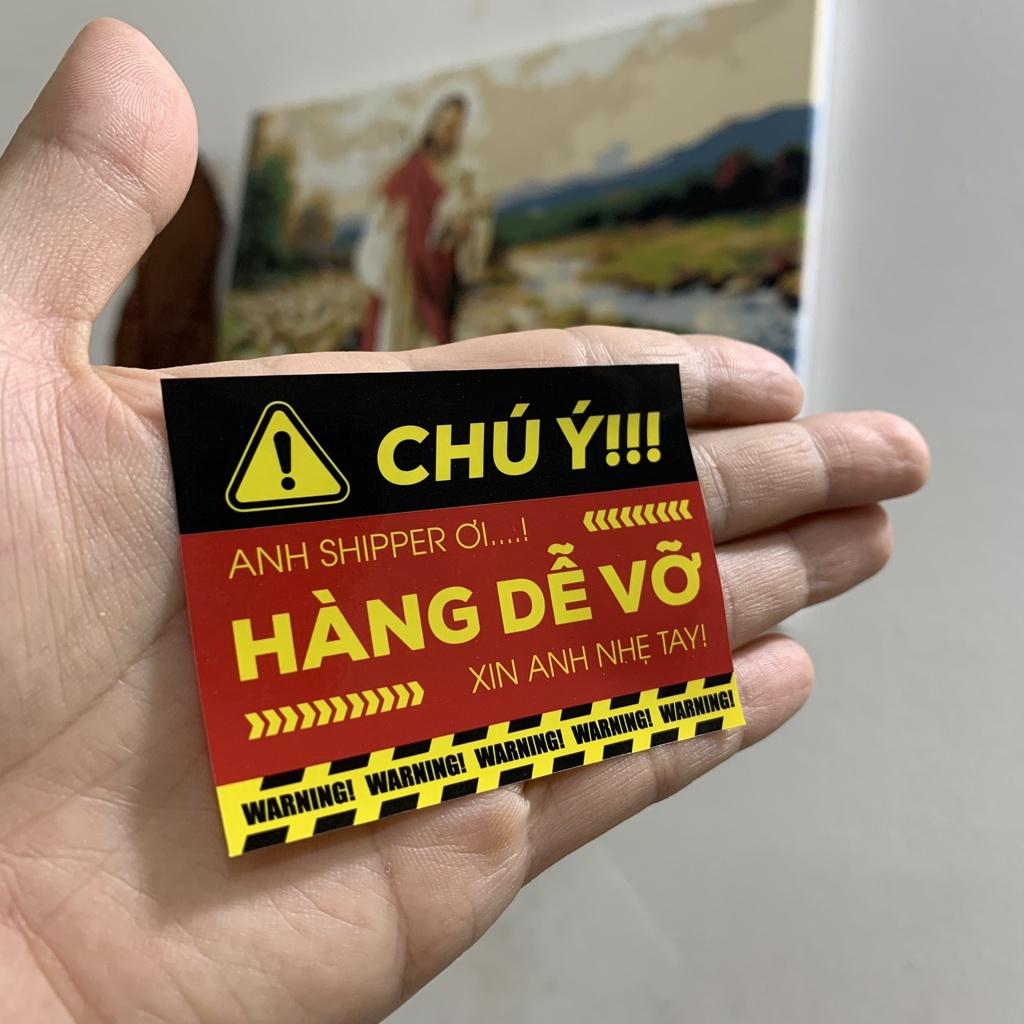 CHÚ Ý!!!
ANH SHIPPER ƠI....!
HÀNG DỄ VỠ
XIN ANH NHẸ TAY!
WARNING! WARNING! WARNING! WARNING! WARNING!